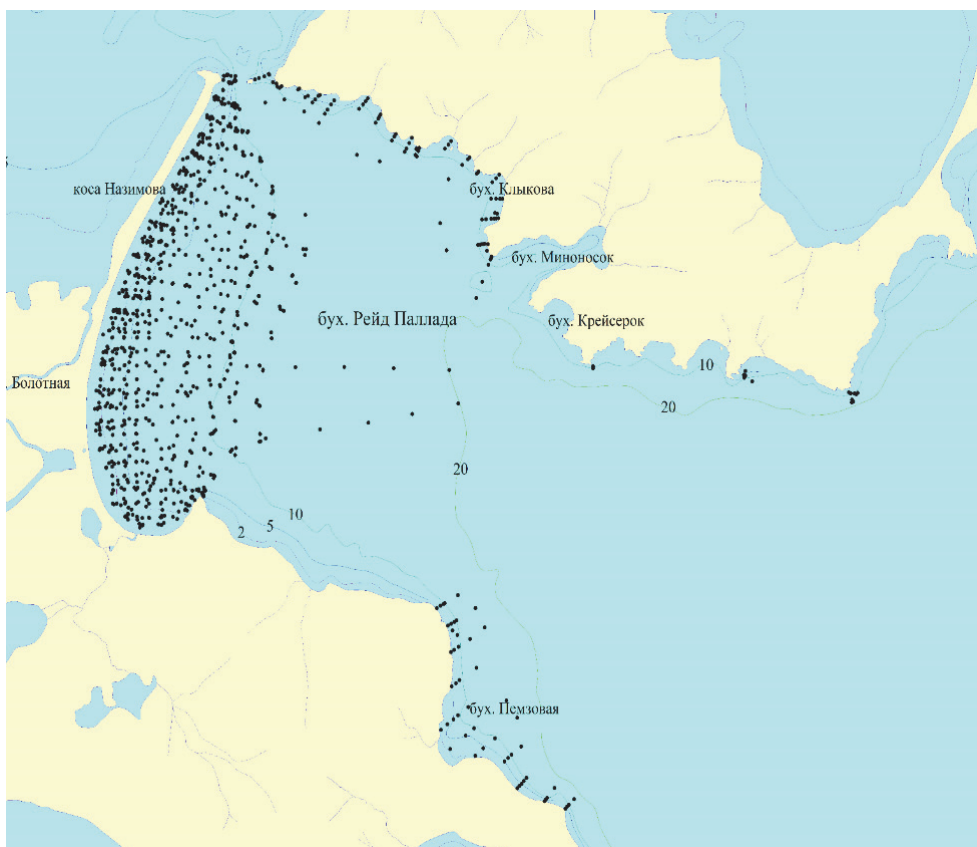 коса Назимова
бух. Клыкова
бух. Миноносок
бух. Рейд Паллада
бух. Крейсерок
10
Болотная
20
20
10
5
2
бух. Пемзовая